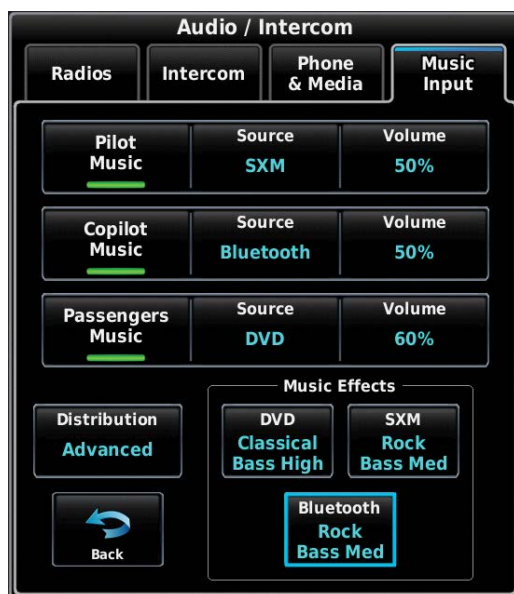 Audio / Intercom
Radios
Intercom
Phone
& Media
Music
Input
Pilot
Music
Source
SXM
Volume
50%
Copilot
Music
Source
Bluetooth
Volume
50%
Passengers
Music
Source
DVD
Volume
60%
Distribution
Advanced
Music Effects
DVD
Classical
Bass High
SXM
Rock
Bass Med
Back
Bluetooth
Rock
Bass Med